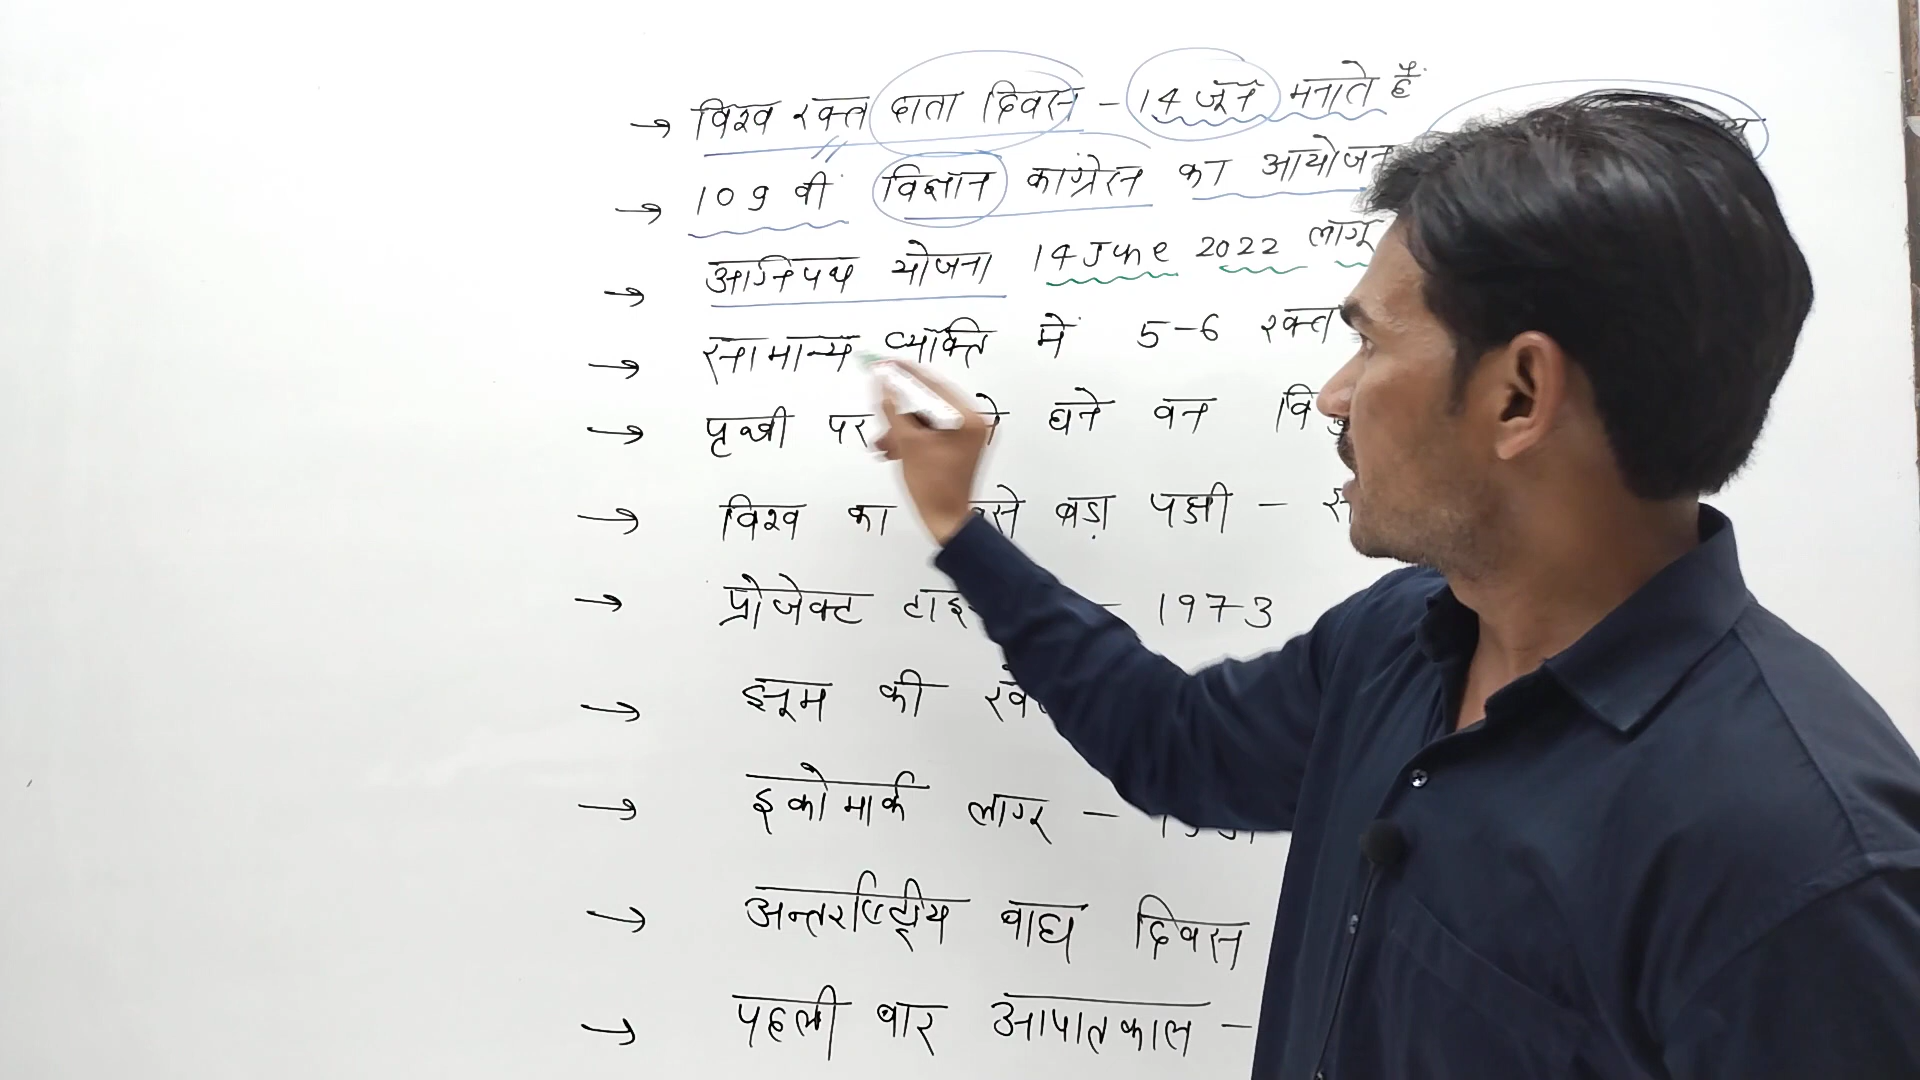 → विश्व रक्त दाता दिवस - 14 जून मनाते हैं
→ 109 वी विज्ञान कांग्रेस का आयोजन
→ अग्निपथ योजना 14 June 2022 लागू
→ सामान्य व्यक्ति में 5-6 रक्त
→ पृथ्वी पर घने वन
→ विश्व का बड़ा पक्षी -
→ प्रोजेक्ट - 1973
→ झूम की
→ इकोमार्क लागू -
→ अन्तर्राष्ट्रीय बाघ दिवस
→ पहली बार आपातकाल -